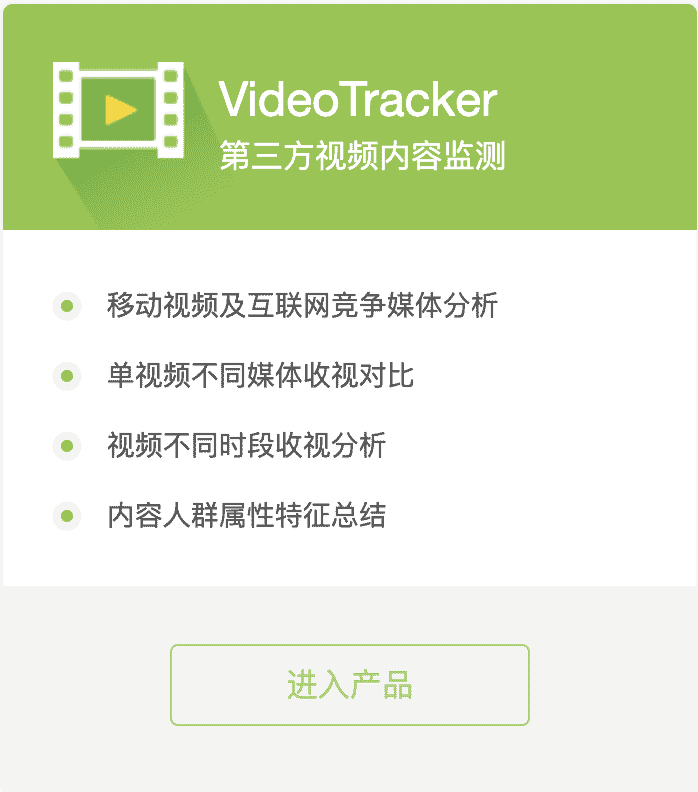 VideoTracker
第三方视频内容监测
移动视频及互联网竞争媒体分析
单视频不同媒体收视对比
视频不同时段收视分析
内容人群属性特征总结
进入产品